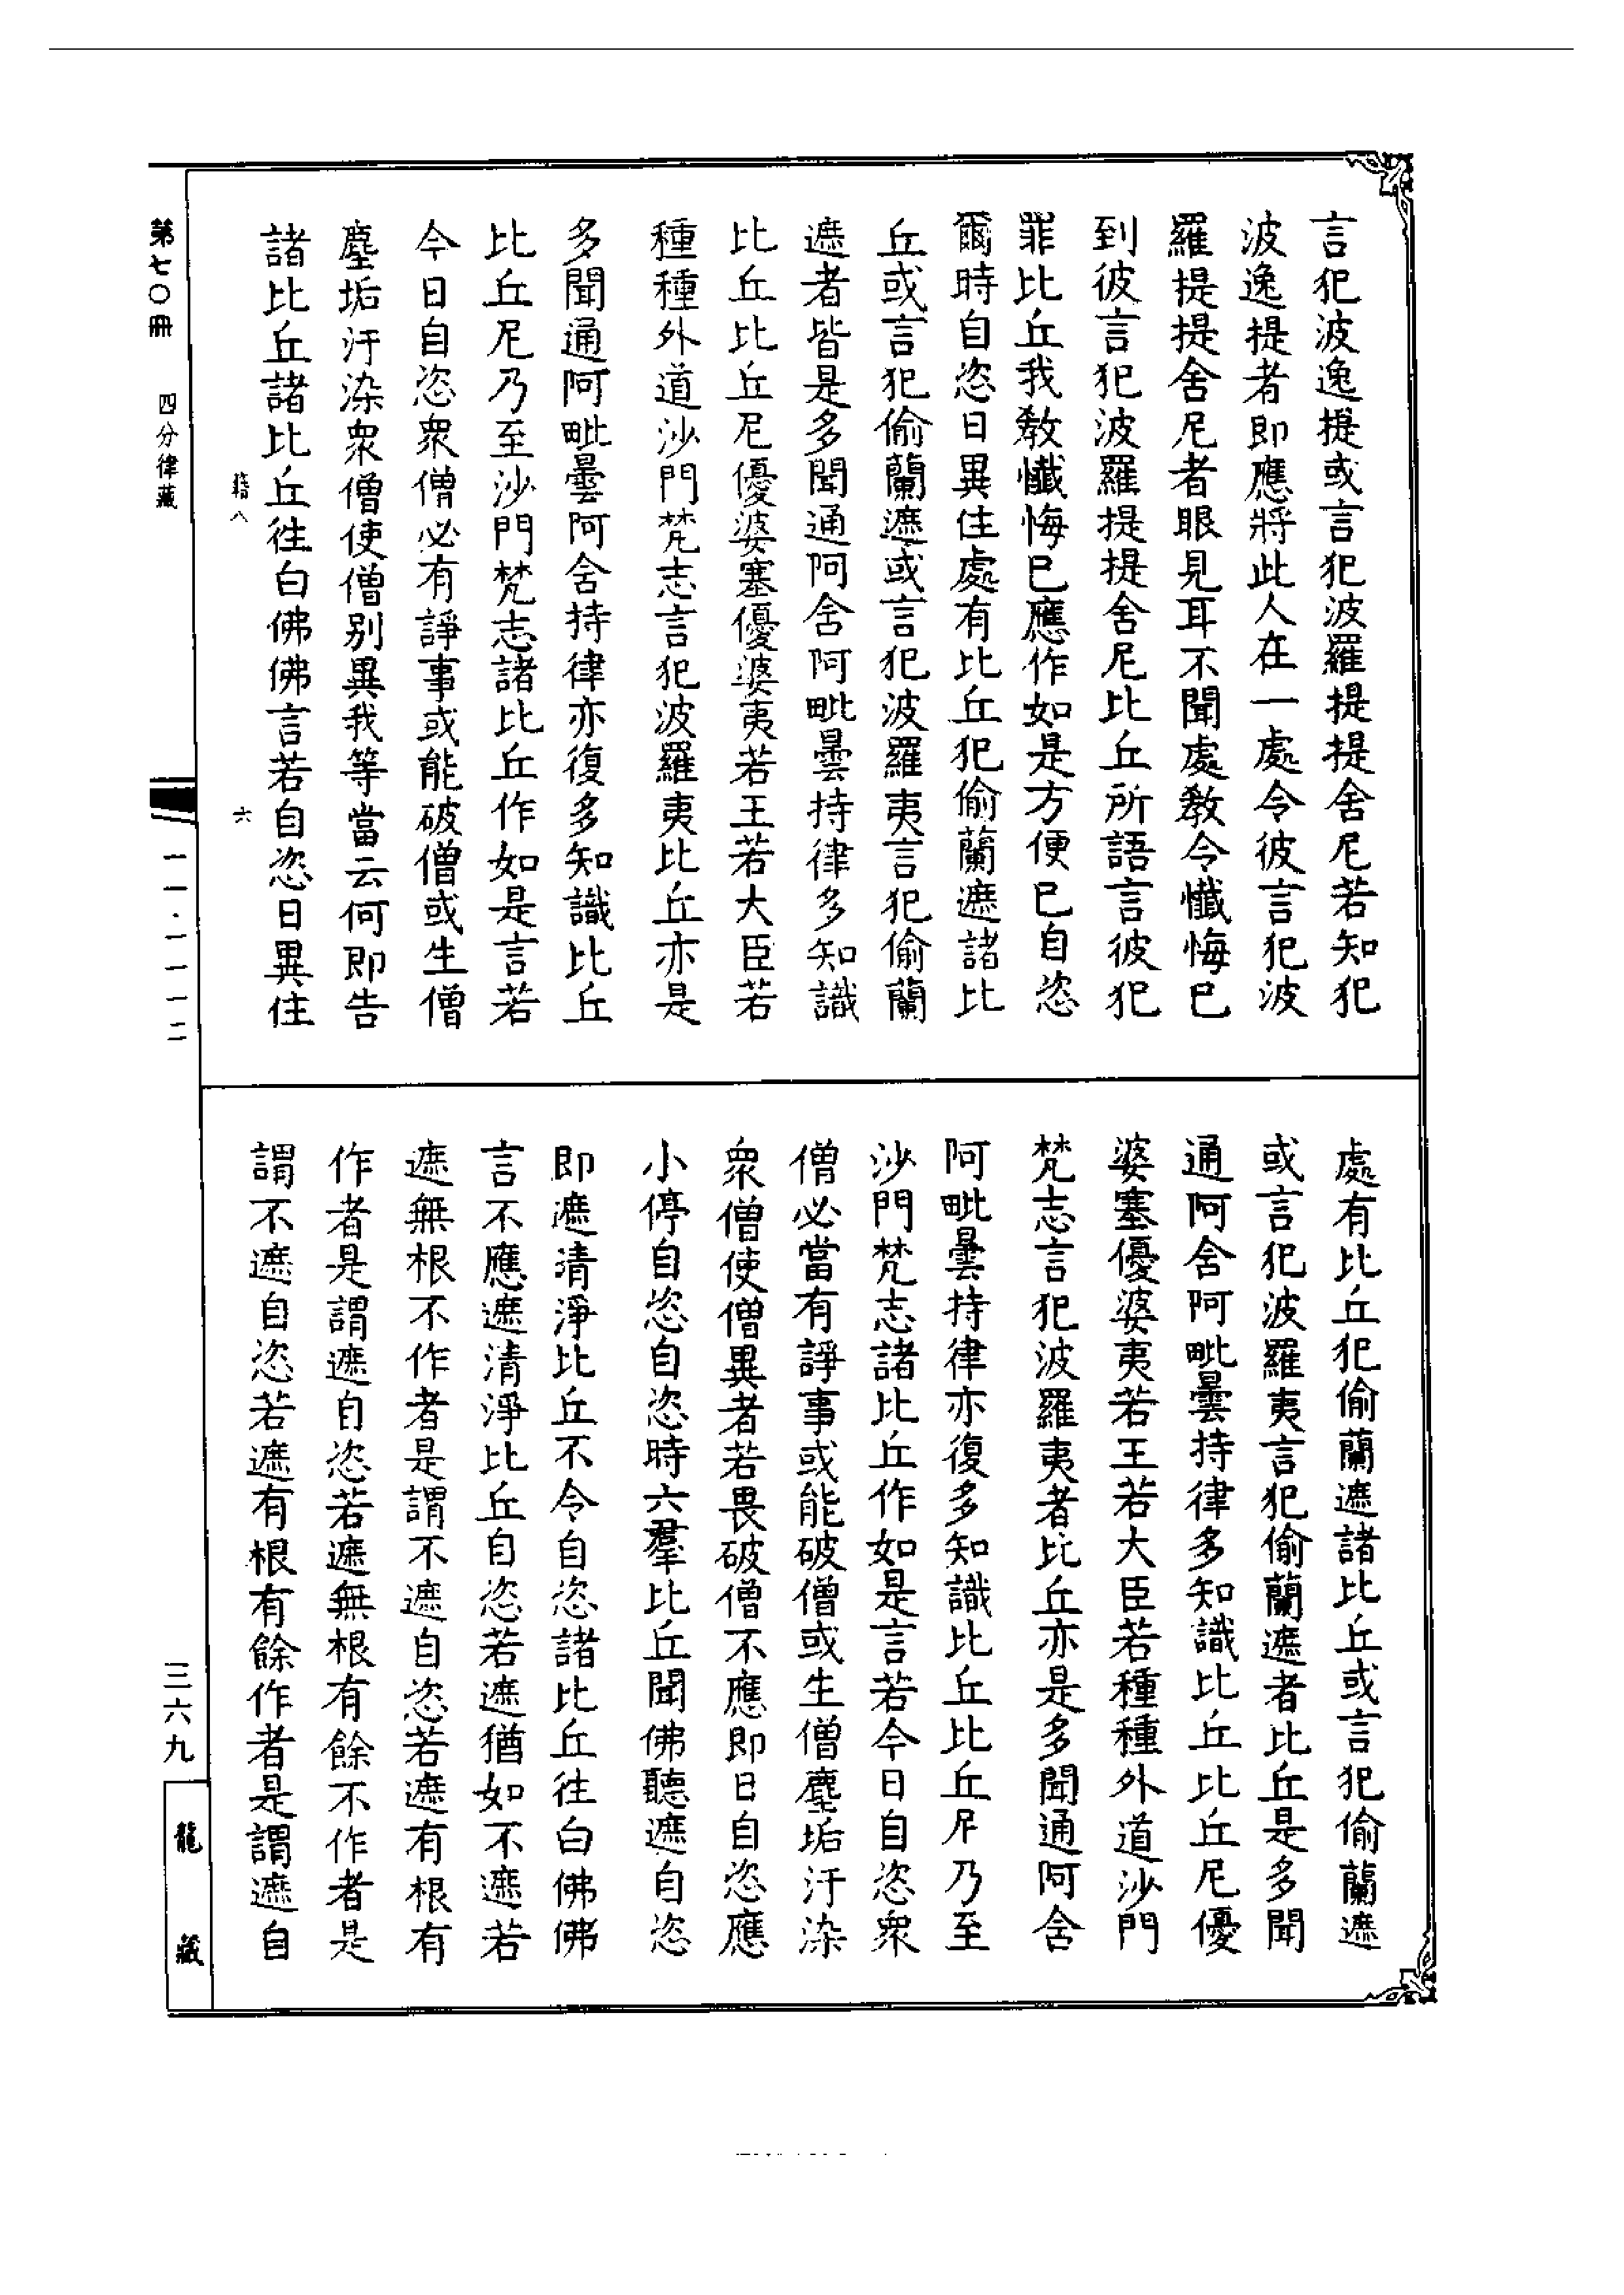 言犯波逸提或言犯波羅提提舍尼若知犯
波逸提者即應將此人在一處令彼言犯波
羅提提舍尼者眼見耳不聞處教令懺悔已
到彼言犯波羅提提舍尼比丘所語言彼犯
罪比丘我教懺悔已應作如是方便已自恣
爾時自恣日異住處有比丘犯偷蘭遮諸比
丘或言犯偷蘭遮或言犯波羅夷言犯偷蘭
遮者皆是多聞通阿舍阿毗曇持律多知識
比丘比丘尼優婆塞優婆夷若王若大臣若
種種外道沙門梵志言犯波羅夷比丘亦是
多聞通阿毗曇阿舍持律亦復多知識比丘
比丘尼乃至沙門梵志諸比丘作如是言若
今日自恣衆僧必有諍事或能破僧或生僧
塵垢汙染衆僧使僧別異我等當云何即告
諸比丘諸比丘往白佛佛言若自恣日異住
處有比丘犯偷蘭遮諸比丘或言犯偷蘭遮
或言犯波羅夷言犯偷蘭遮者比丘是多聞
通阿舍阿毗曇持律多知識比丘比丘尼優
婆塞優婆夷若王若大臣若種種外道沙門
梵志言犯波羅夷者比丘亦是多聞通阿舍
阿毗曇持律亦復多知識比丘比丘尼乃至
沙門梵志諸比丘作如是言若今日自恣衆
僧必當有諍事或能破僧或生僧塵垢汙染
衆僧使僧異者若畏破僧不應即日自恣應
小停自恣自恣時六羣比丘聞佛聽遮自恣
即遮清淨比丘不令自恣諸比丘往白佛佛
言不應遮清淨比丘自恣若遮猶如不遮若
遮無根不作者是謂不遮自恣若遮有根有
作者是謂遮自恣若遮無根有餘不作者是
謂不遮自恣若遮有根有餘作者是謂遮自
籍八
六
第七〇冊
四分律藏
一一·一一一二
三六九
龍藏